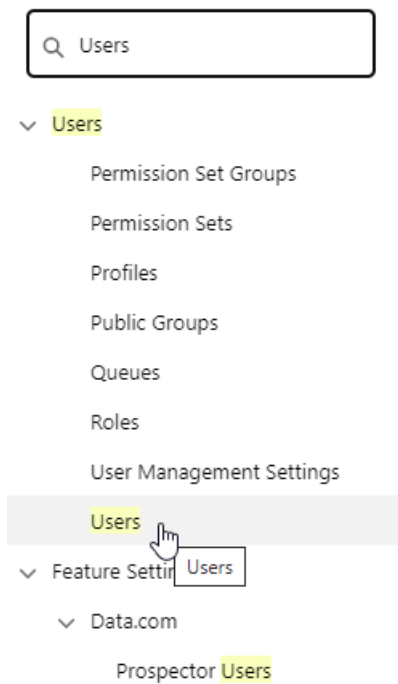 Users
Users
Permission Set Groups
Permission Sets
Profiles
Public Groups
Queues
Roles
User Management Settings
Users
Users
Feature Settin
Data.com
Prospector Users